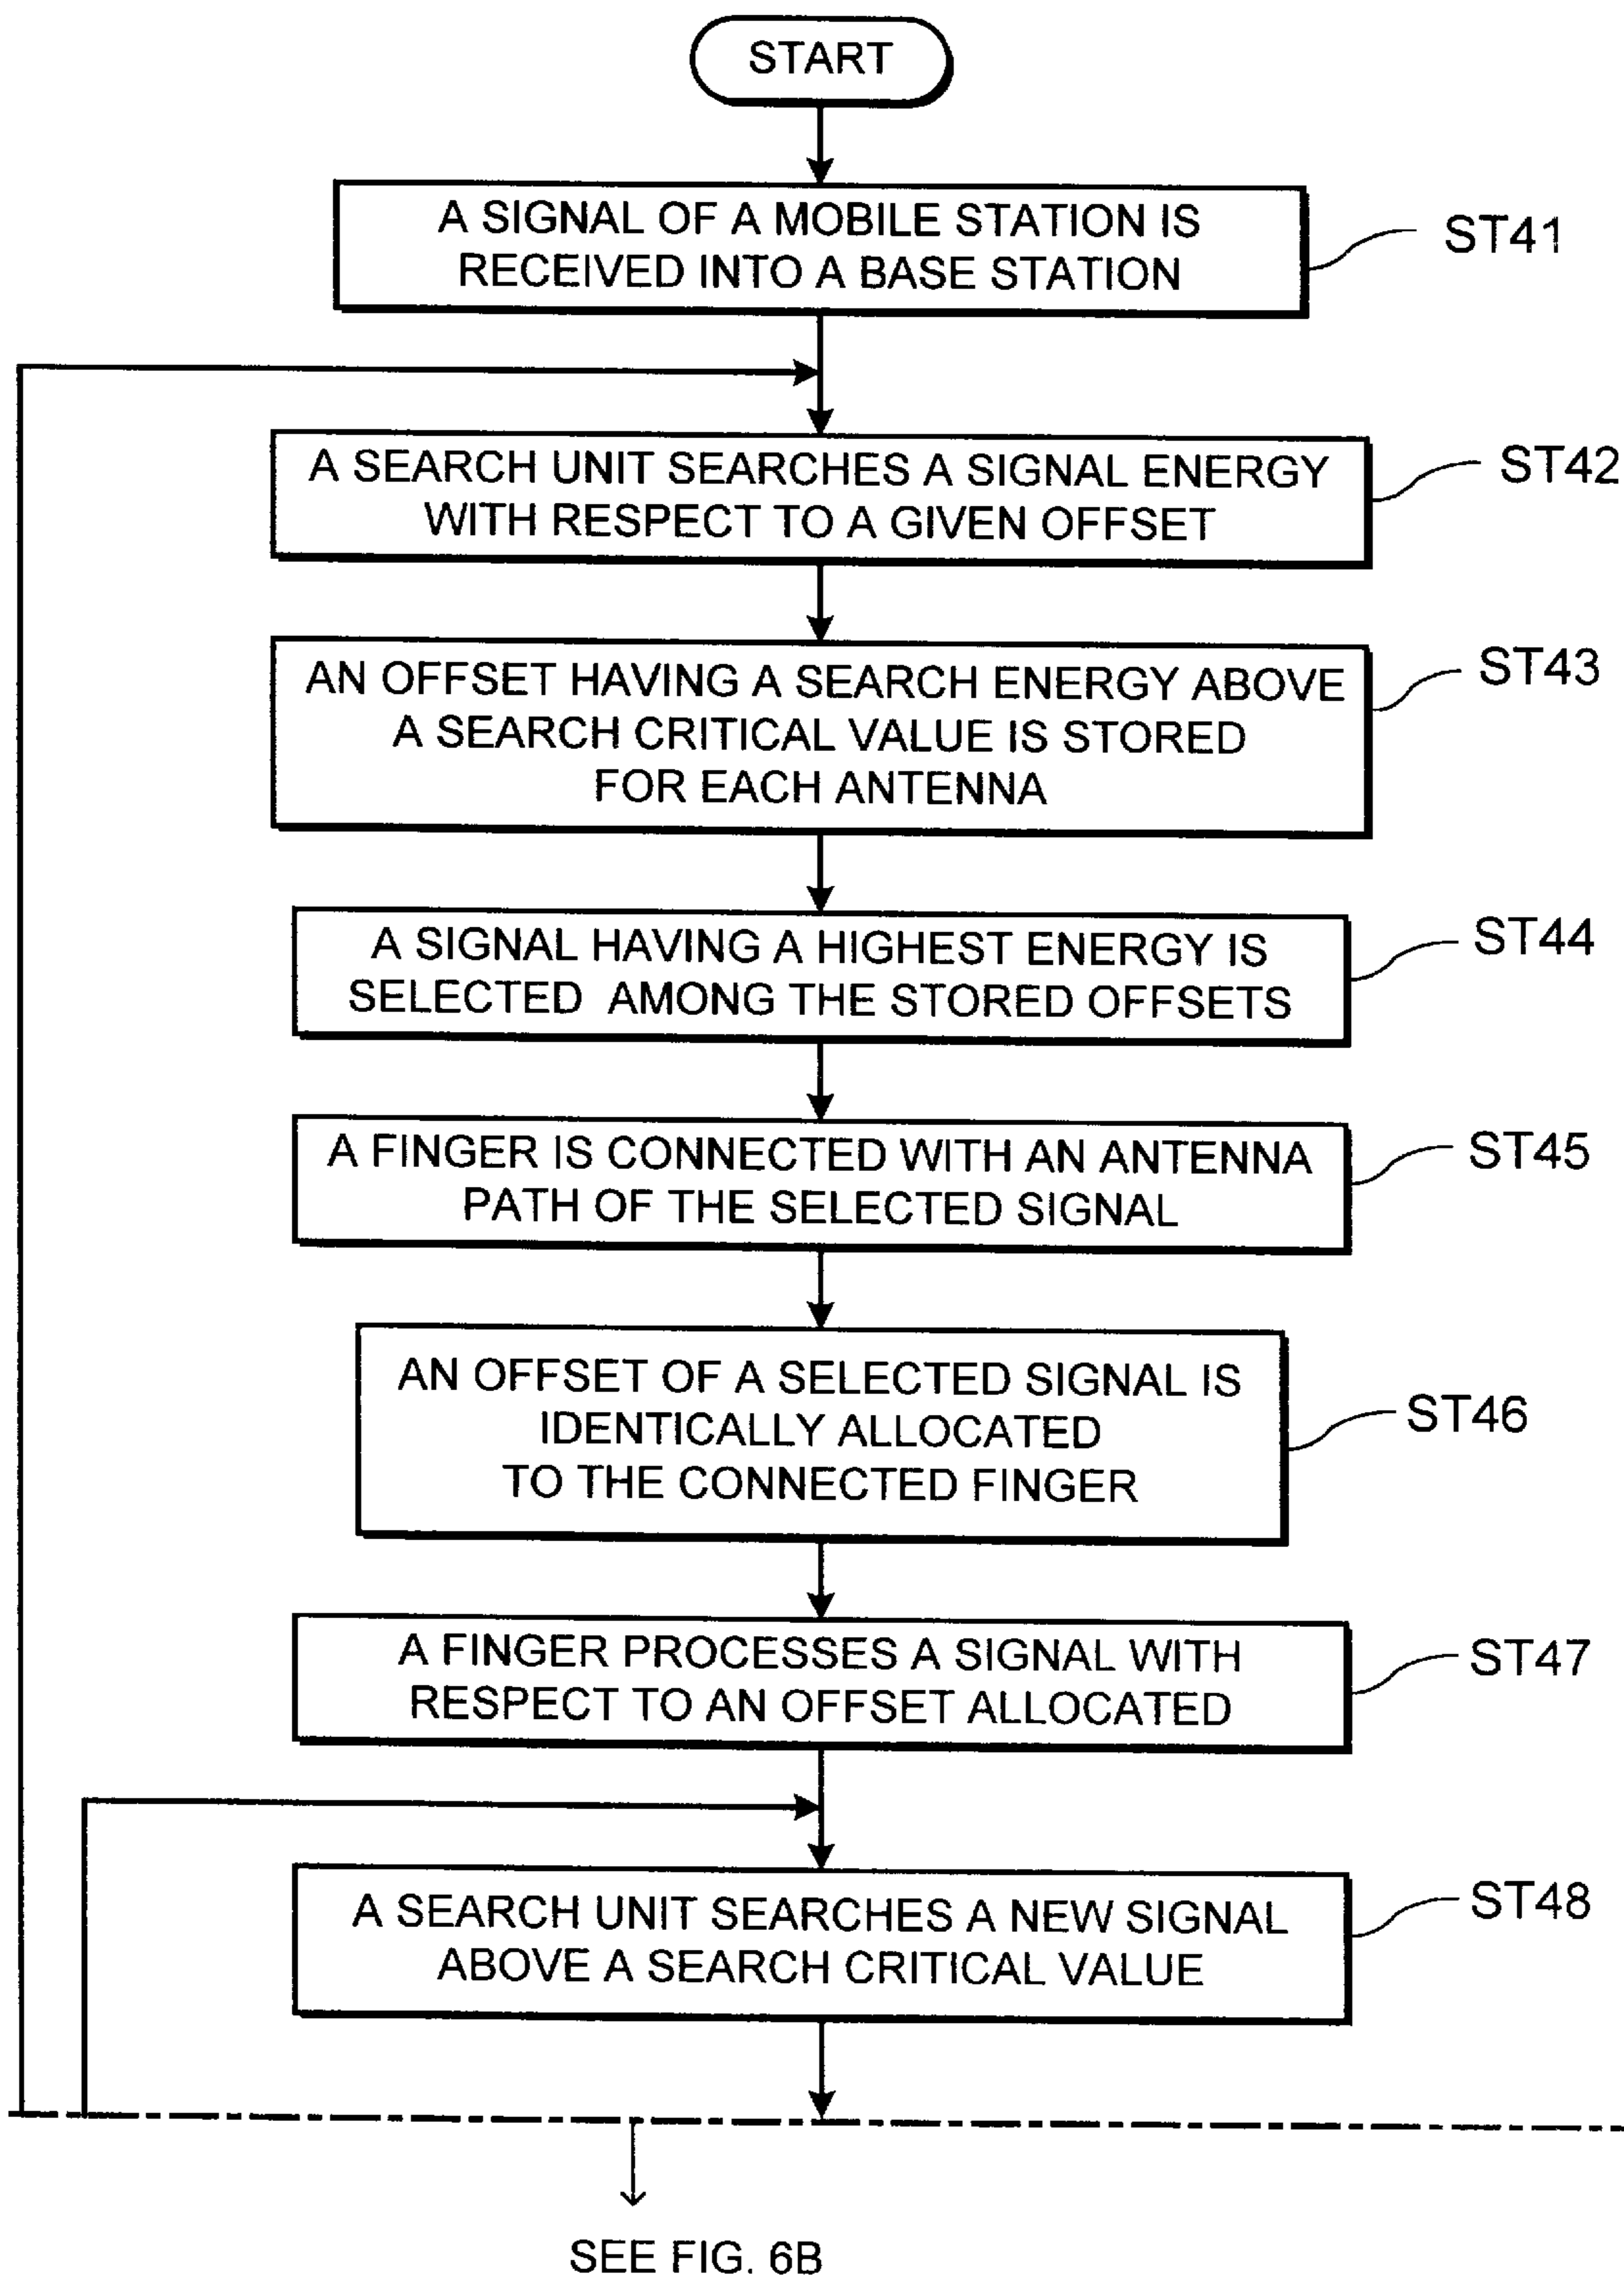 START
A SIGNAL OF A MOBILE STATION IS
RECEIVED INTO A BASE STATION
ST41
A SEARCH UNIT SEARCHES A SIGNAL ENERGY
WITH RESPECT TO A GIVEN OFFSET
ST42
AN OFFSET HAVING A SEARCH ENERGY ABOVE
A SEARCH CRITICAL VALUE IS STORED
FOR EACH ANTENNA
ST43
A SIGNAL HAVING A HIGHEST ENERGY IS
SELECTED AMONG THE STORED OFFSETS
ST44
A FINGER IS CONNECTED WITH AN ANTENNA
PATH OF THE SELECTED SIGNAL
ST45
AN OFFSET OF A SELECTED SIGNAL IS
IDENTICALLY ALLOCATED
TO THE CONNECTED FINGER
ST46
A FINGER PROCESSES A SIGNAL WITH
RESPECT TO AN OFFSET ALLOCATED
ST47
A SEARCH UNIT SEARCHES A NEW SIGNAL
ABOVE A SEARCH CRITICAL VALUE
ST48
SEE FIG. 6B